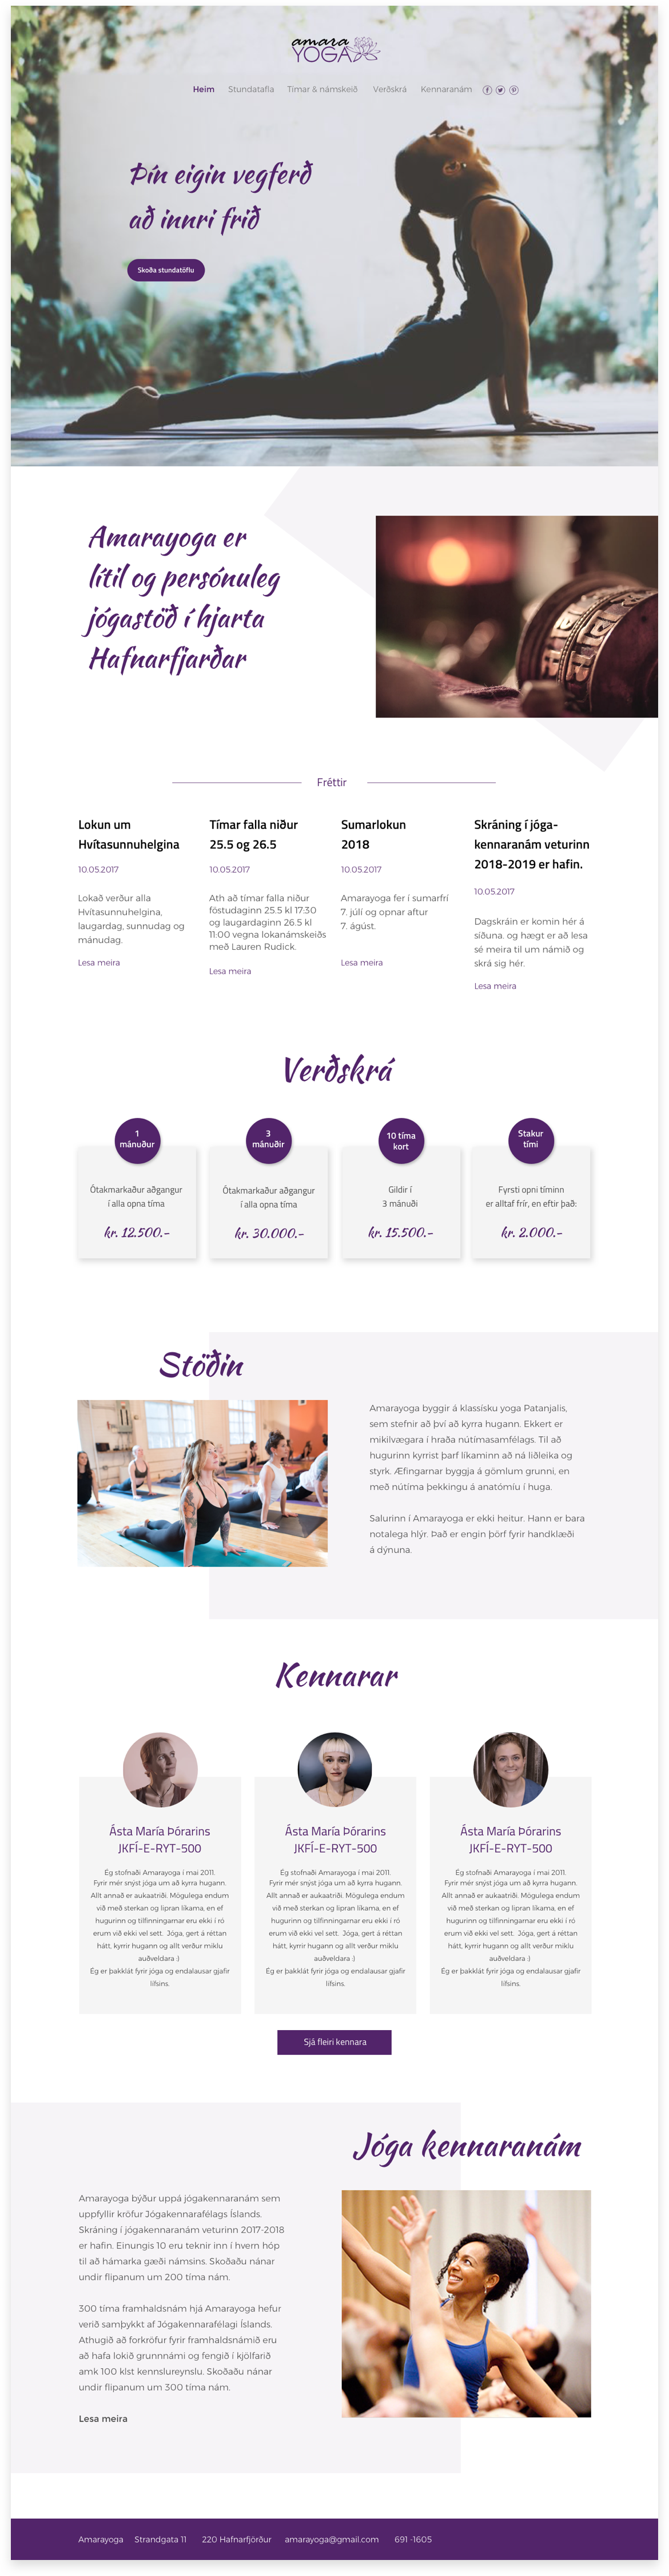 amara
YOGA
Heim Stundatafla Tímar & námskeið Verðskrá Kennaranám
Þín eigin vegferð
að innri frið
Skoða stundatöflu
Amarayoga er
lítil og persónuleg
jógastöð í hjarta
Hafnarfjarðar
Fréttir
Lokun um
Hvítasunnuhelgina
10.05.2017
Lokað verður alla
Hvítasunnuhelgina,
laugardag, sunnudag og
mánudag.
Lesa meira
Tímar falla niður
25.5 og 26.5
10.05.2017
Ath að tímar falla niður
föstudaginn 25.5 kl 17:30
og laugardaginn 26.5 kl
11:00 vegna lokanámskeiðs
með Lauren Rudick.
Lesa meira
Sumarlokun
2018
10.05.2017
Amarayoga fer í sumarfrí
7. júlí og opnar aftur
7. ágúst.
Lesa meira
Skráning í jóga-
kennaranám veturinn
2018-2019 er hafin.
10.05.2017
Dagskráin er komin hér á
síðuna. og hægt er að lesa
sé meira til um námið og
skrá sig hér.
Lesa meira
Verðskrá
1
mánuður
Ótakmarkaður aðgangur
í alla opna tíma
kr. 12.500.-
3
mánuðir
Ótakmarkaður aðgangur
í alla opna tíma
kr. 30.000.-
10 tíma
kort
Gildir í
3 mánuði
kr. 15.500.-
Stakur
tími
Fyrsti opni tíminn
er alltaf frír, en eftir það:
kr. 2.000.-
Stöðin
Amarayoga byggir á klassísku yoga Patanjalis,
sem stefnir að því að kyrra hugann. Ekkert er
mikilvægara í hraða nútímasamfélags. Til að
hugurinn kyrrist þarf líkaminn að ná liðleika og
styrk. Æfingarnar byggja á gömlum grunni, en
með nútíma þekkingu á anatómíu í huga.
Salurinn í Amarayoga er ekki heitur. Hann er bara
notalega hlýr. Það er engin þörf fyrir handklæði
á dýnuna.
Kennarar
Ásta María Þórarins
JKFÍ-E-RYT-500
Ég stofnaði Amarayoga í maí 2011.
Fyrir mér snýst jóga um að kyrra hugann.
Allt annað er aukaatriði. Mögulega endum
við með sterkan og lipran líkama, en ef
hugurinn og tilfinningarnar eru ekki í ró
erum við ekki vel sett. Jóga, gert á réttan
hátt, kyrrir hugann og allt verður miklu
auðveldara :)
Ég er þakklát fyrir jóga og endalausar gjafir
lífsins.
Ásta María Þórarins
JKFÍ-E-RYT-500
Ég stofnaði Amarayoga í maí 2011.
Fyrir mér snýst jóga um að kyrra hugann.
Allt annað er aukaatriði. Mögulega endum
við með sterkan og lipran líkama, en ef
hugurinn og tilfinningarnar eru ekki í ró
erum við ekki vel sett. Jóga, gert á réttan
hátt, kyrrir hugann og allt verður miklu
auðveldara :)
Ég er þakklát fyrir jóga og endalausar gjafir
lífsins.
Ásta María Þórarins
JKFÍ-E-RYT-500
Ég stofnaði Amarayoga í maí 2011.
Fyrir mér snýst jóga um að kyrra hugann.
Allt annað er aukaatriði. Mögulega endum
við með sterkan og lipran líkama, en ef
hugurinn og tilfinningarnar eru ekki í ró
erum við ekki vel sett. Jóga, gert á réttan
hátt, kyrrir hugann og allt verður miklu
auðveldara :)
Ég er þakklát fyrir jóga og endalausar gjafir
lífsins.
Sjá fleiri kennara
Jóga kennaranám
Amarayoga býður uppá jógakennaranám sem
uppfyllir kröfur Jógakennarafélags Íslands.
Skráning í jógakennaranám veturinn 2017-2018
er hafin. Einungis 10 eru teknir inn í hvern hóp
til að hámarka gæði námsins. Skoðaðu nánar
undir flipanum um 200 tíma nám.
300 tíma framhaldsnám hjá Amarayoga hefur
verið samþykkt af Jógakennarafélagi Íslands.
Athugið að forkröfur fyrir framhaldsnámið eru
að hafa lokið grunnnámi og fengið í kjölfarið
amk 100 klst kennslureynslu. Skoðaðu nánar
undir flipanum um 300 tíma nám.
Lesa meira
Amarayoga Strandgata 11 220 Hafnarfjörður amarayoga@gmail.com 691 -1605